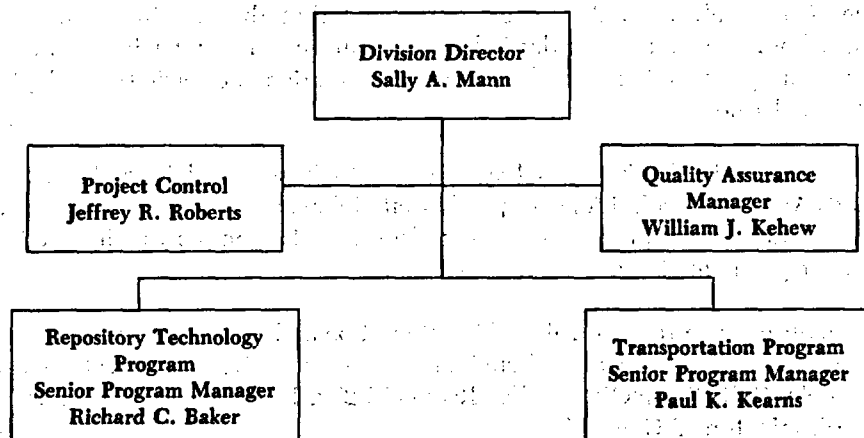 Division Director
Sally A. Mann
Project Control
Jeffrey R. Roberts
Quality Assurance
Manager
William J. Kehew
Repository Technology
Program
Senior Program Manager
Richard C. Baker
Transportation Program
Senior Program Manager
Paul K. Kearns